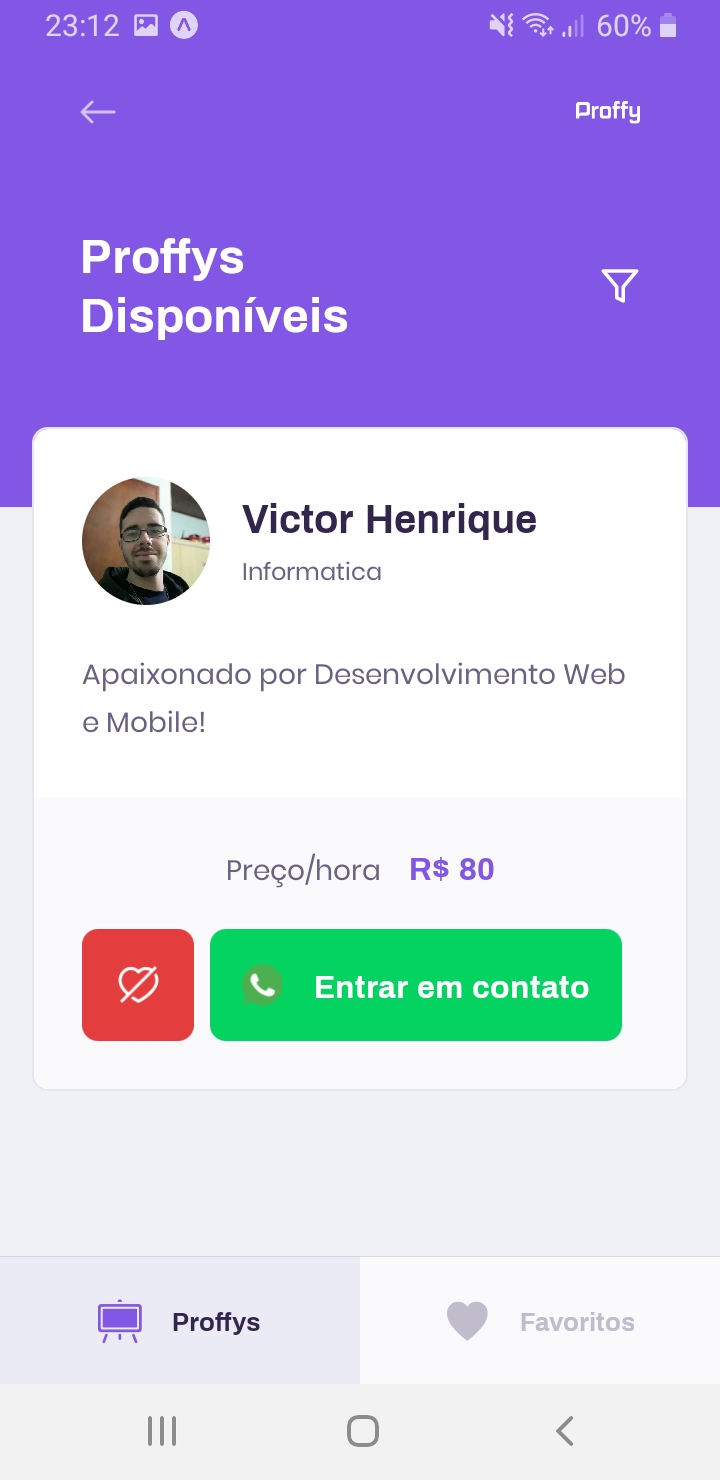 23:12 60%
Proffy
Proffys
Disponíveis
Victor Henrique
Informatica
Apaixonado por Desenvolvimento Web
e Mobile!
Preço/hora R$ 80
Entrar em contato
Proffys Favoritos